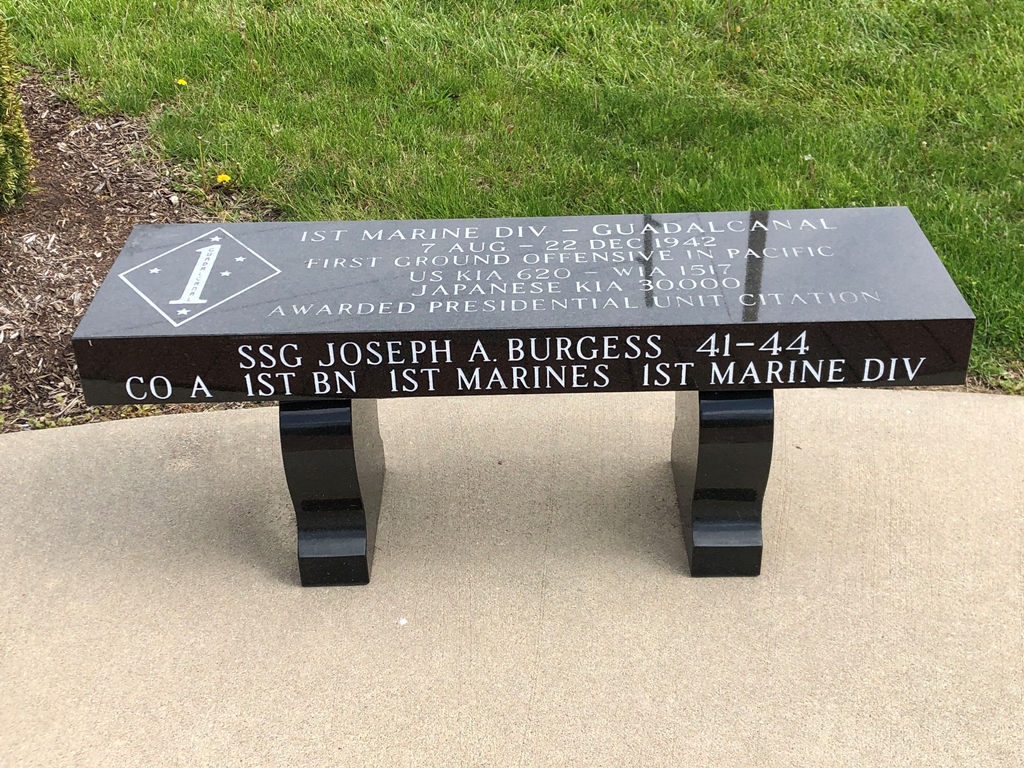 1ST MARINE DIV – GUADALCANAL
7 AUG – 22 DEC 1942
FIRST GROUND OFFENSIVE IN PACIFIC
US KIA 620 – WIA 1517
JAPANESE KIA 30,000
AWARDED PRESIDENTIAL UNIT CITATION
1
GUADALCANAL
SSG JOSEPH A. BURGESS 41–44
CO A 1ST BN 1ST MARINES 1ST MARINE DIV